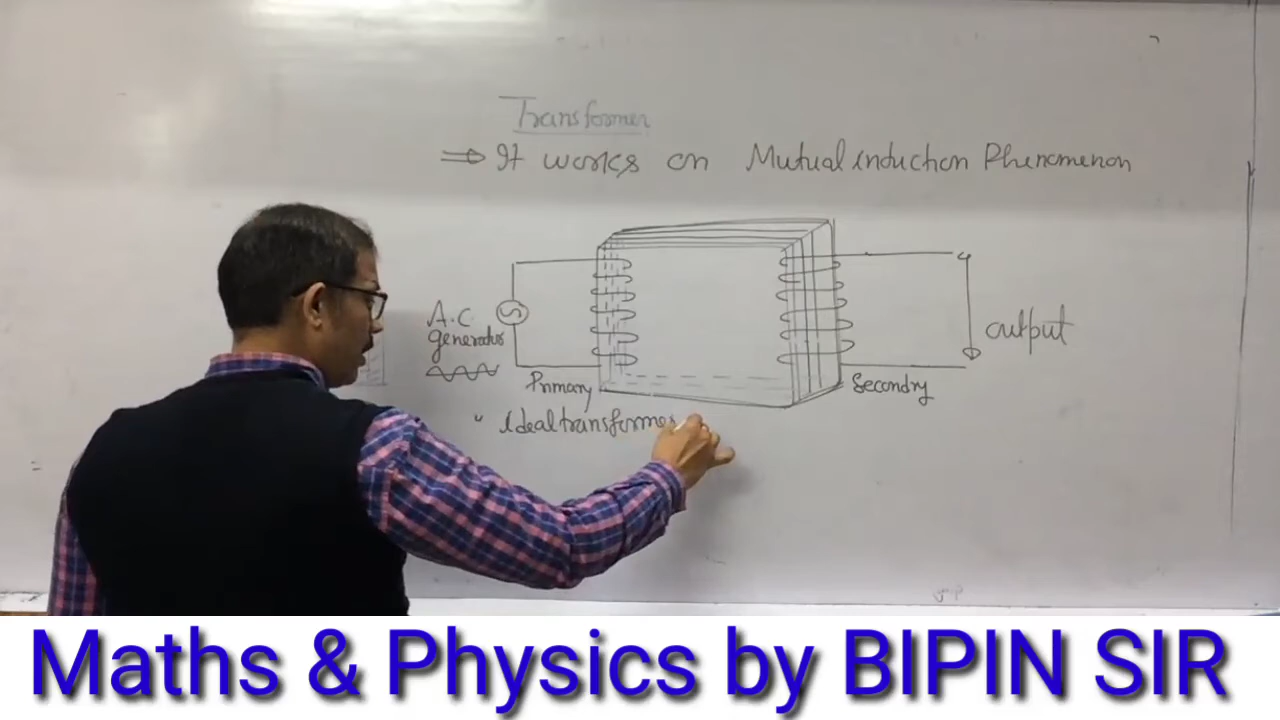 Transformer
⇒ It works on Mutual induction Phenomenon
A.C.
generator
output
Primary
Secondry
" Ideal transformer
Maths & Physics by BIPIN SIR